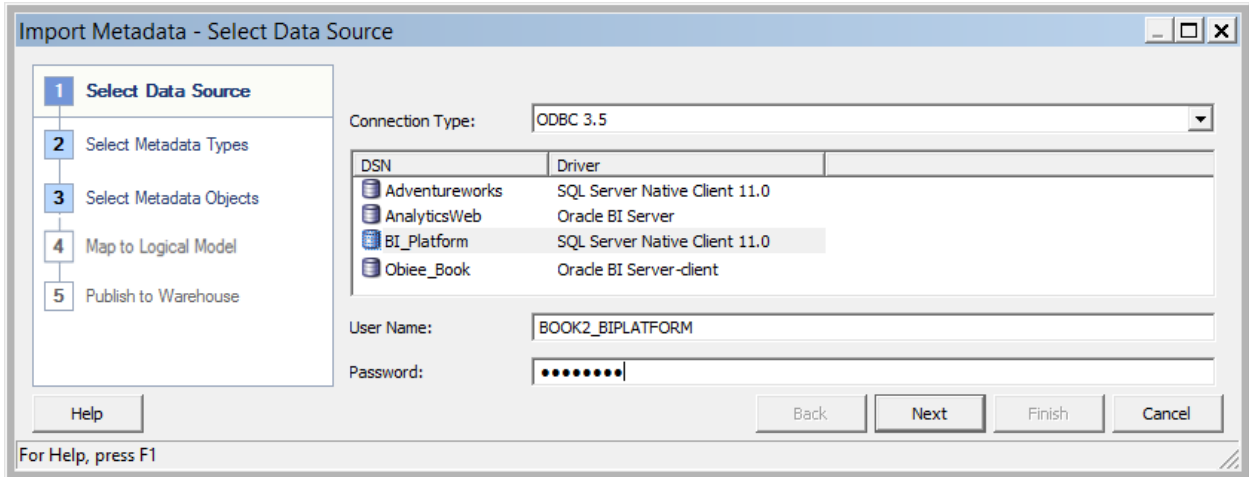 Import Metadata - Select Data Source
1 Select Data Source
2 Select Metadata Types
3 Select Metadata Objects
4 Map to Logical Model
5 Publish to Warehouse
Connection Type: ODBC 3.5
DSN Driver
Adventureworks SQL Server Native Client 11.0
AnalyticsWeb Oracle BI Server
BI_Platform SQL Server Native Client 11.0
Obiee_Book Oracle BI Server-client
User Name: BOOK2_BIPLATFORM
Password: ••••••••
Help Back Next Finish Cancel
For Help, press F1